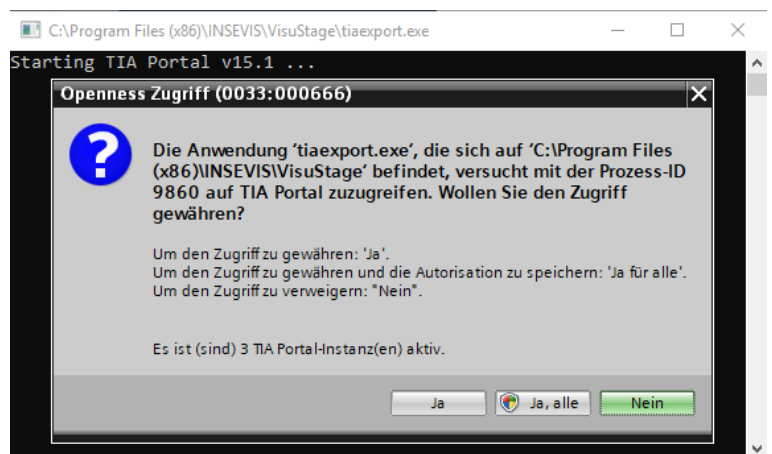 C:\Program Files (x86)\INSEVIS\VisuStage\tiaexport.exe
Starting TIA Portal v15.1 ...
Openness Zugriff (0033:000666)
Die Anwendung ‘tiaexport.exe‘, die sich auf ‘C:\Program Files
(x86)\INSEVIS\VisuStage‘ befindet, versucht mit der Prozess-ID
9860 auf TIA Portal zuzugreifen. Wollen Sie den Zugriff
gewähren?
Um den Zugriff zu gewähren: 'Ja'.
Um den Zugriff zu gewähren und die Autorisation zu speichern: 'Ja für alle'.
Um den Zugriff zu verweigern: "Nein".
Es ist (sind) 3 TIA Portal-Instanz(en) aktiv.
Ja
Ja, alle
Nein